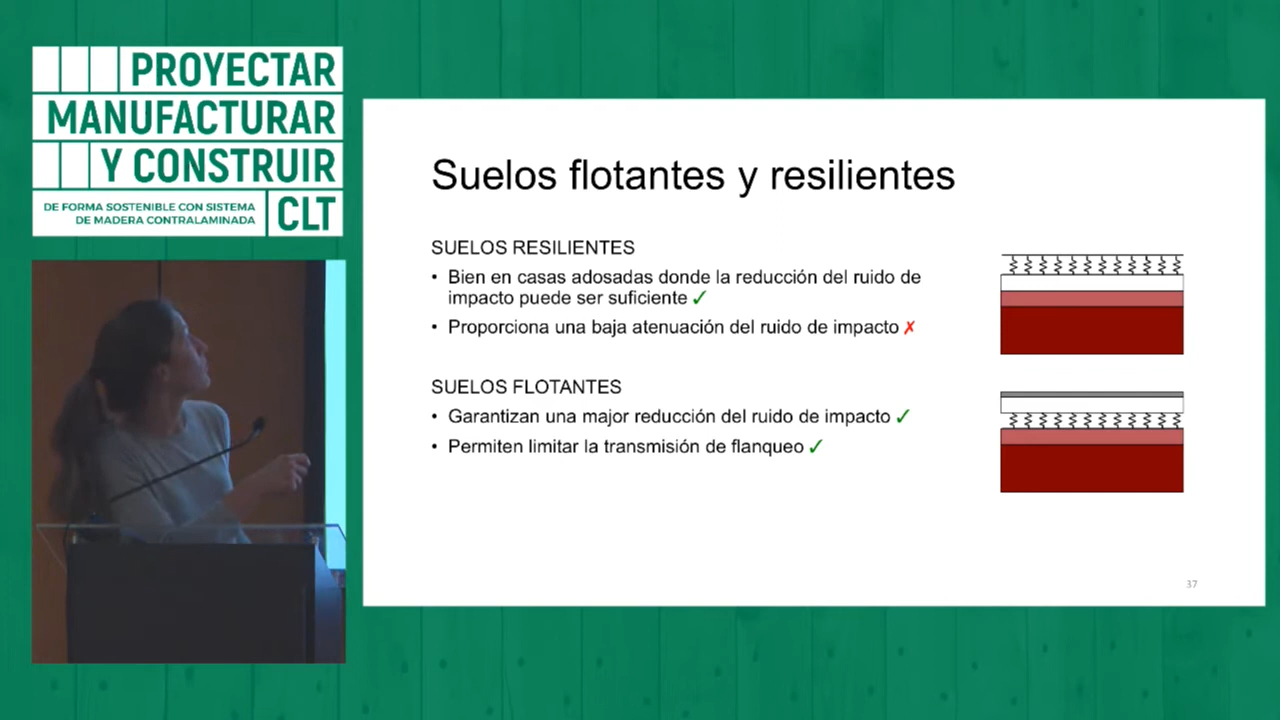 PROYECTAR
MANUFACTURAR
Y CONSTRUIR
DE FORMA SOSTENIBLE CON SISTEMA
DE MADERA CONTRALAMINADA
CLT
Suelos flotantes y resilientes
SUELOS RESILIENTES
• Bien en casas adosadas donde la reducción del ruido de
impacto puede ser suficiente ✓
• Proporciona una baja atenuación del ruido de impacto ✗
SUELOS FLOTANTES
• Garantizan una major reducción del ruido de impacto ✓
• Permiten limitar la transmisión de flanqueo ✓
37